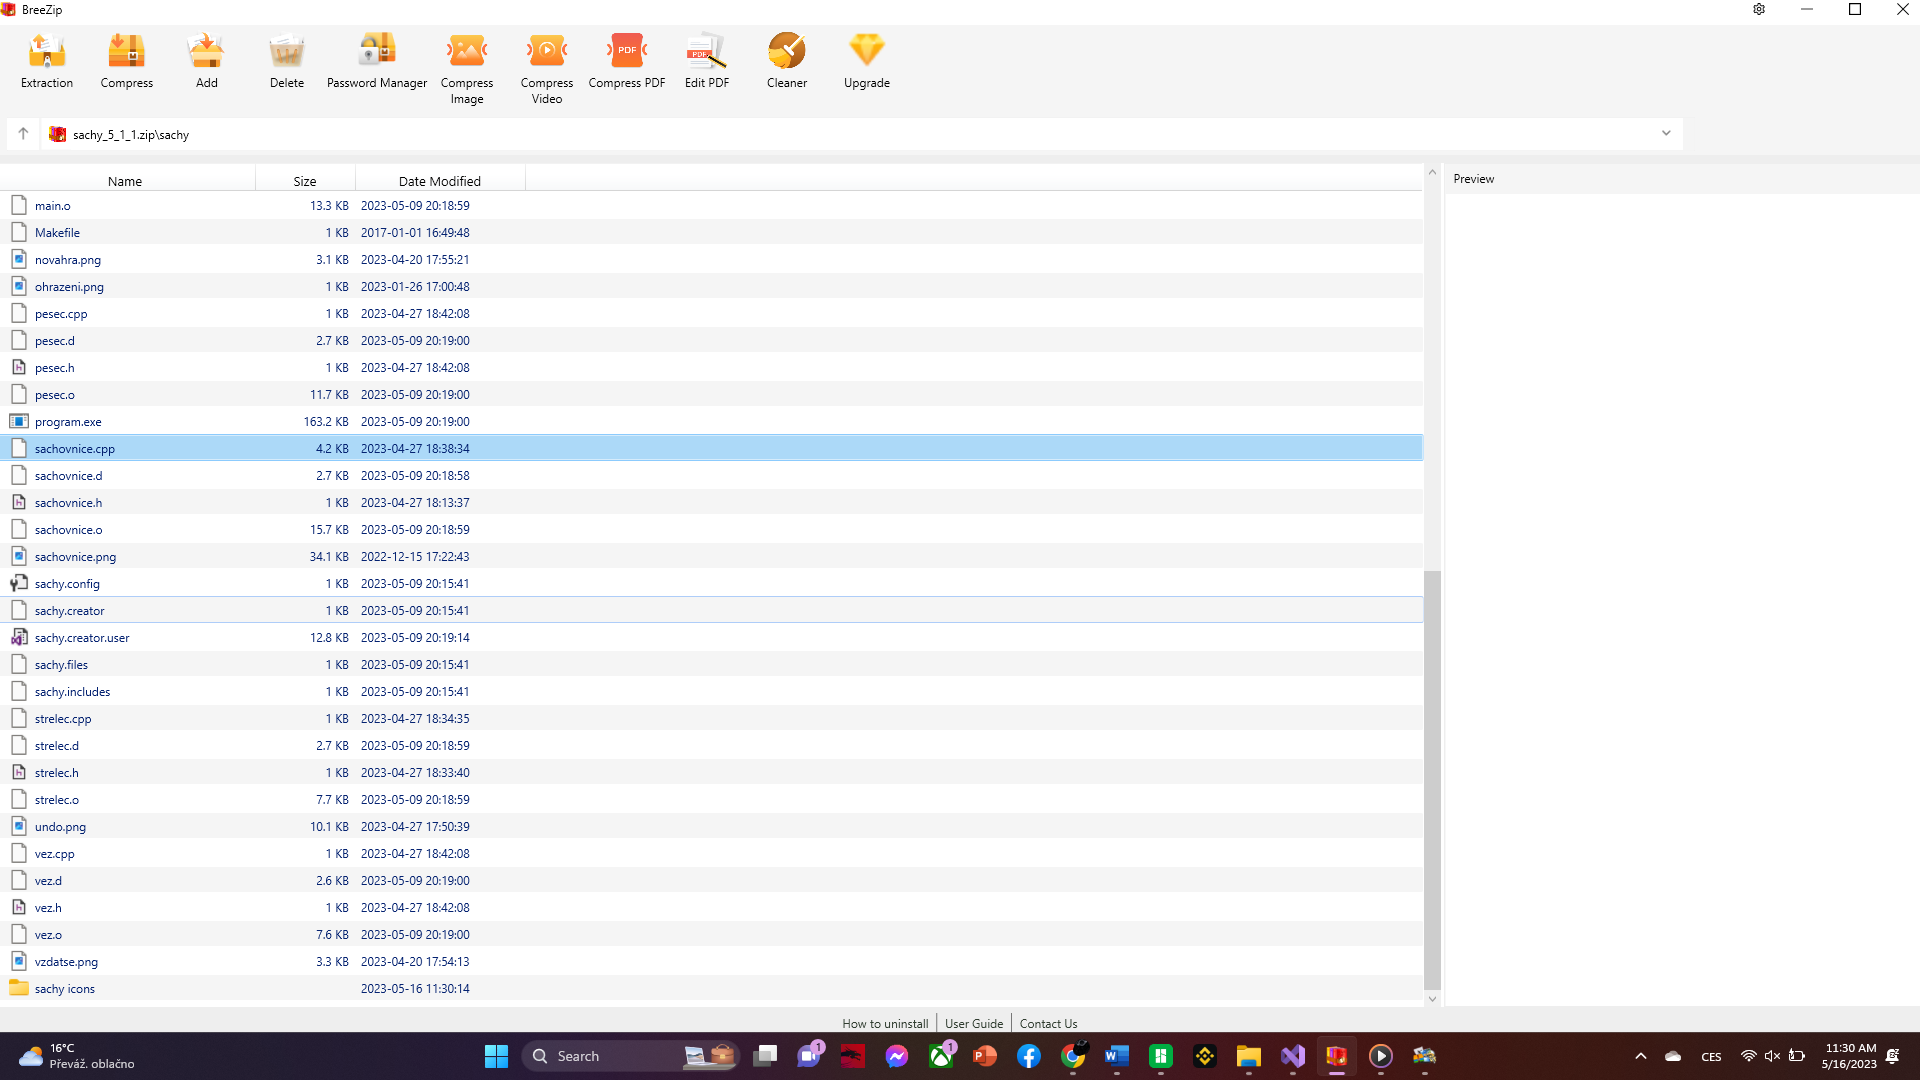 BreeZip
Extraction
Compress
Add
Delete
Password Manager
Compress
Image
Compress
Video
Compress PDF
Edit PDF
Cleaner
Upgrade
sachy_5_1_1.zip\sachy
Name Size Date Modified
Preview
main.o 13.3 KB 2023-05-09 20:18:59
Makefile 1 KB 2017-01-01 16:49:48
novahra.png 3.1 KB 2023-04-20 17:55:21
ohrazeni.png 1 KB 2023-01-26 17:00:48
pesec.cpp 1 KB 2023-04-27 18:42:08
pesec.d 2.7 KB 2023-05-09 20:19:00
pesec.h 1 KB 2023-04-27 18:42:08
pesec.o 11.7 KB 2023-05-09 20:19:00
program.exe 163.2 KB 2023-05-09 20:19:00
sachovnice.cpp 4.2 KB 2023-04-27 18:38:34
sachovnice.d 2.7 KB 2023-05-09 20:18:58
sachovnice.h 1 KB 2023-04-27 18:13:37
sachovnice.o 15.7 KB 2023-05-09 20:18:59
sachovnice.png 34.1 KB 2022-12-15 17:22:43
sachy.config 1 KB 2023-05-09 20:15:41
sachy.creator 1 KB 2023-05-09 20:15:41
sachy.creator.user 12.8 KB 2023-05-09 20:19:14
sachy.files 1 KB 2023-05-09 20:15:41
sachy.includes 1 KB 2023-05-09 20:15:41
strelec.cpp 1 KB 2023-04-27 18:34:35
strelec.d 2.7 KB 2023-05-09 20:18:59
strelec.h 1 KB 2023-04-27 18:33:40
strelec.o 7.7 KB 2023-05-09 20:18:59
undo.png 10.1 KB 2023-04-27 17:50:39
vez.cpp 1 KB 2023-04-27 18:42:08
vez.d 2.6 KB 2023-05-09 20:19:00
vez.h 1 KB 2023-04-27 18:42:08
vez.o 7.6 KB 2023-05-09 20:19:00
vzdatse.png 3.3 KB 2023-04-20 17:54:13
sachy icons 2023-05-16 11:30:14
How to uninstall User Guide Contact Us
16°C
Převáž. oblačno
Search
1
1
CES
11:30 AM
5/16/2023